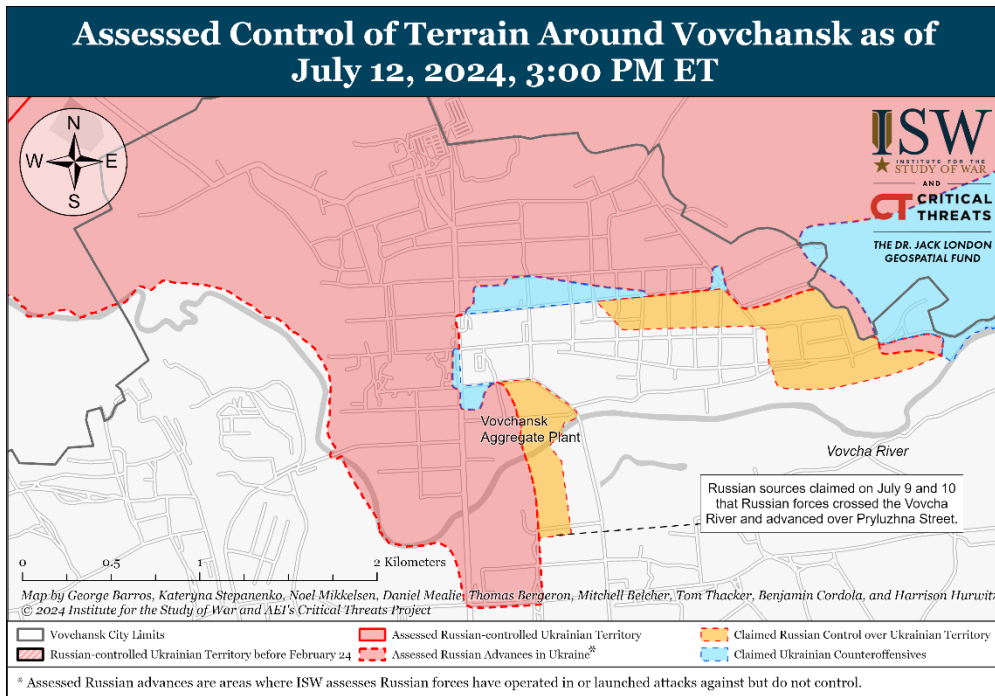 Assessed Control of Terrain Around Vovchansk as of
July 12, 2024, 3:00 PM ET
N
W E
S
ISW
INSTITUTE FOR THE
STUDY OF WAR
AND
CT CRITICAL
THREATS
THE DR. JACK LONDON
GEOSPATIAL FUND
Vovchansk
Aggregate Plant
Vovcha River
Russian sources claimed on July 9 and 10
that Russian forces crossed the Vovcha
River and advanced over Pryluzhna Street.
0 0.5 1 2 Kilometers
Map by George Barros, Kateryna Stepanenko, Noel Mikkelsen, Daniel Mealie, Thomas Bergeron, Mitchell Belcher, Tom Thacker, Benjamin Cordola, and Harrison Hurwitz
© 2024 Institute for the Study of War and AEI's Critical Threats Project
Vovchansk City Limits
Assessed Russian-controlled Ukrainian Territory
Claimed Russian Control over Ukrainian Territory
Russian-controlled Ukrainian Territory before February 24
Assessed Russian Advances in Ukraine*
Claimed Ukrainian Counteroffensives
* Assessed Russian advances are areas where ISW assesses Russian forces have operated in or launched attacks against but do not control.